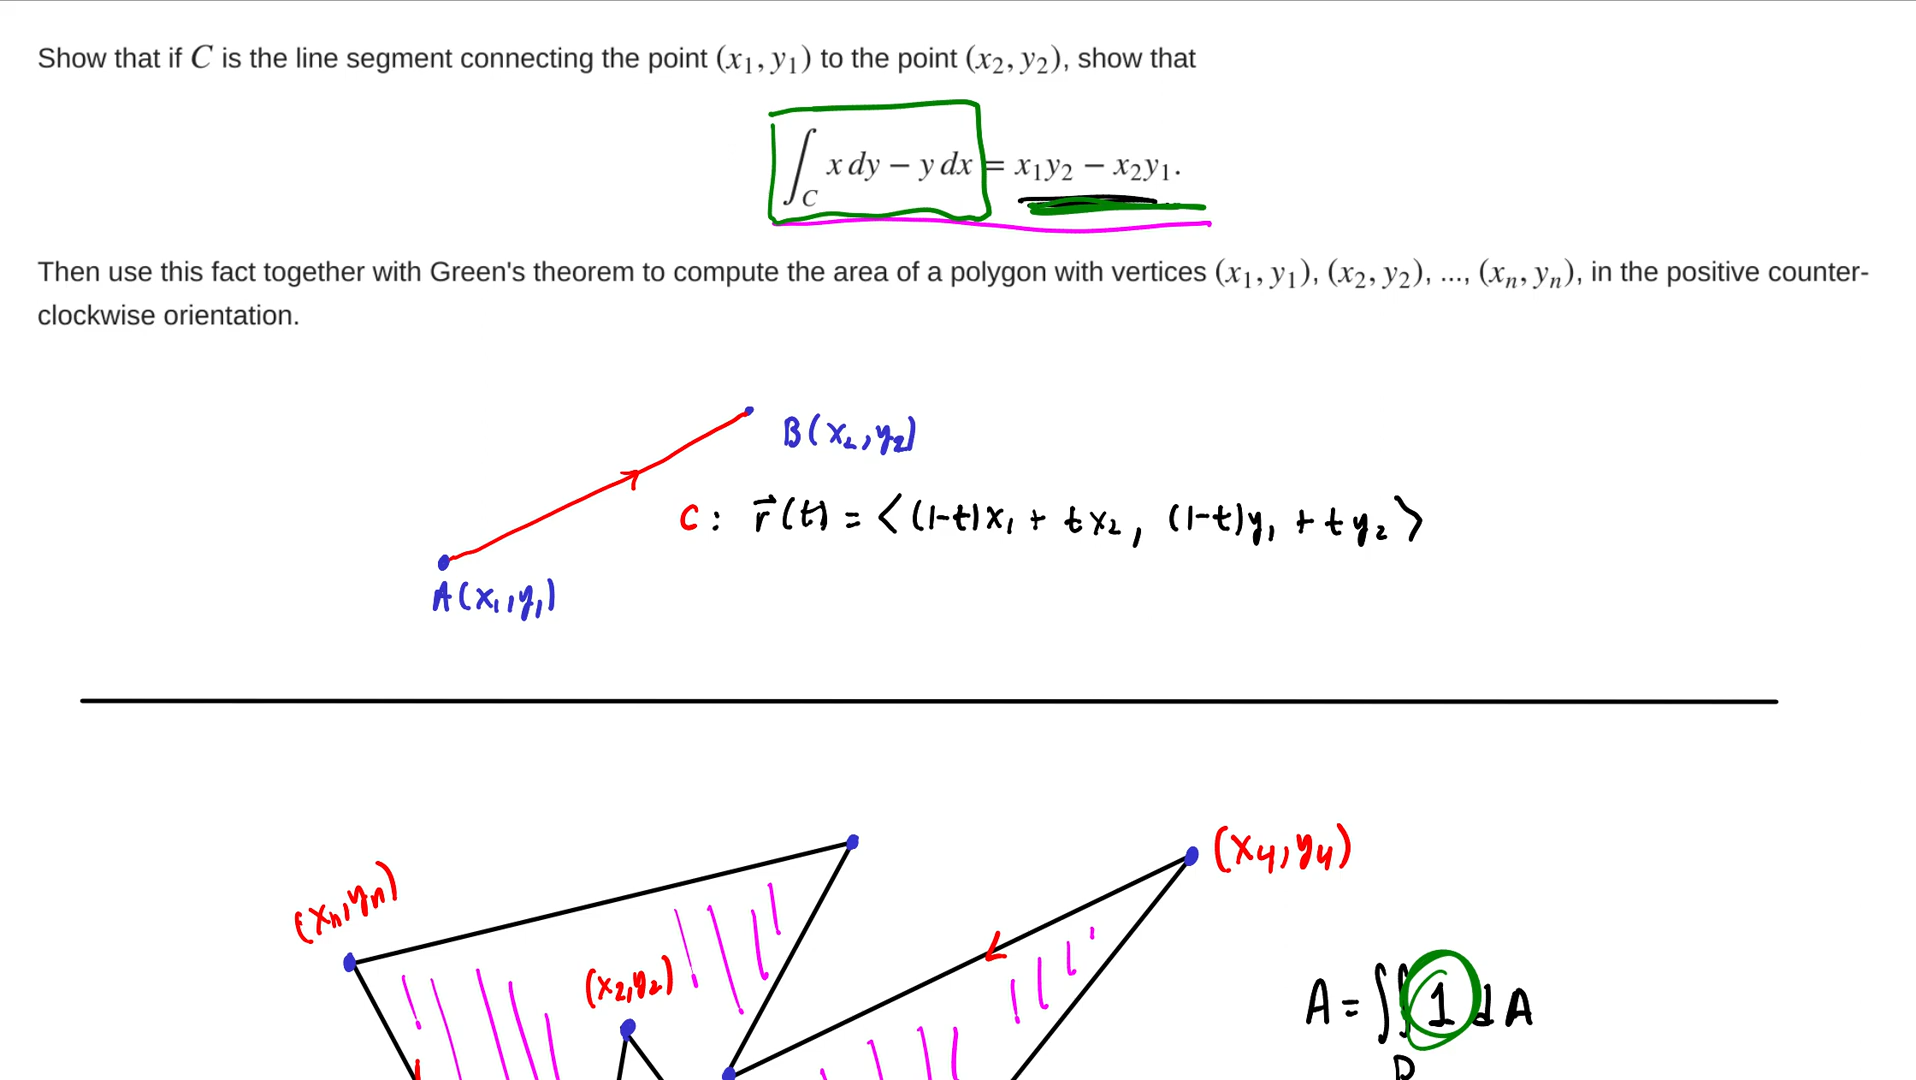 Show that if C is the line segment connecting the point (x₁, y₁) to the point (x₂, y₂), show that
∫_C x dy − y dx = x₁y₂ − x₂y₁.
Then use this fact together with Green's theorem to compute the area of a polygon with vertices (x₁, y₁), (x₂, y₂), ..., (xₙ, yₙ), in the positive counter-
clockwise orientation.
B(x₂, y₂)
C: r⃗(t) = ⟨(1-t)x₁ + tx₂, (1-t)y₁ + ty₂⟩
A(x₁, y₁)
(x₄, y₄)
(xₙ, yₙ)
(x₂, y₂)
A = ∬_D 1 dA